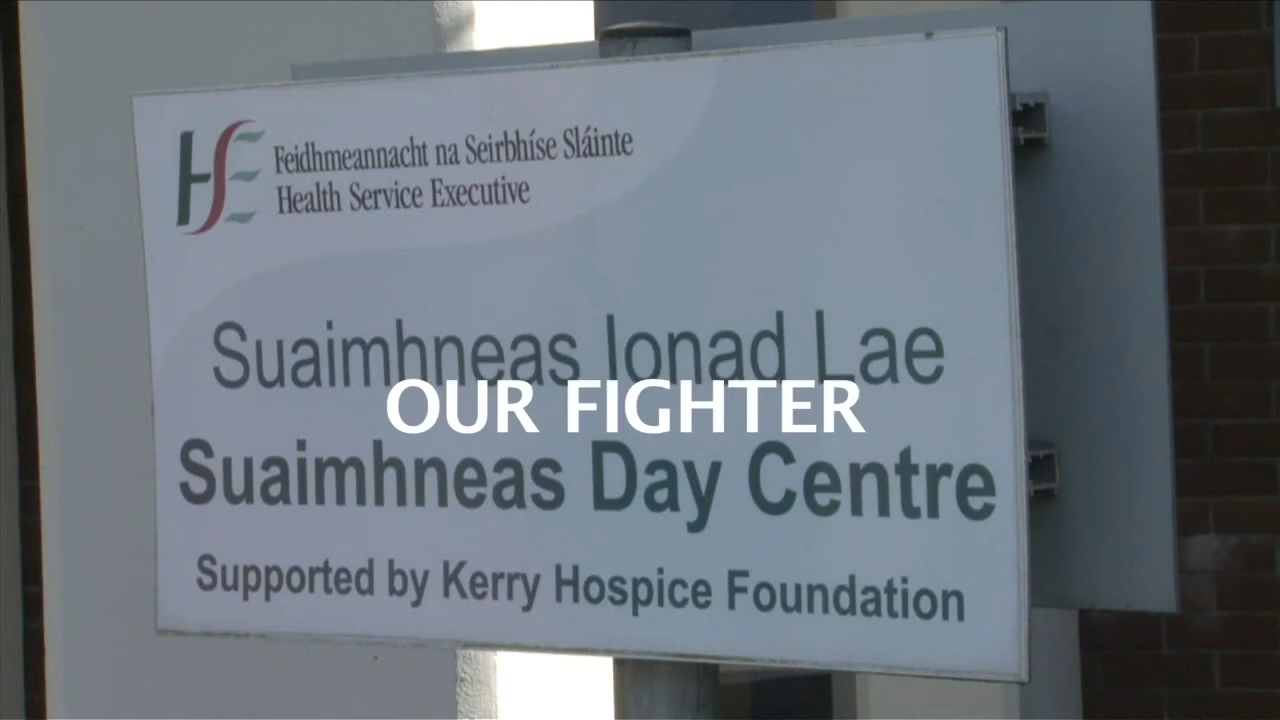 HSE
Feidhmeannacht na Seirbhíse Sláinte
Health Service Executive
Suaimhneas Ionad Lae
OUR FIGHTER
Suaimhneas Day Centre
Supported by Kerry Hospice Foundation